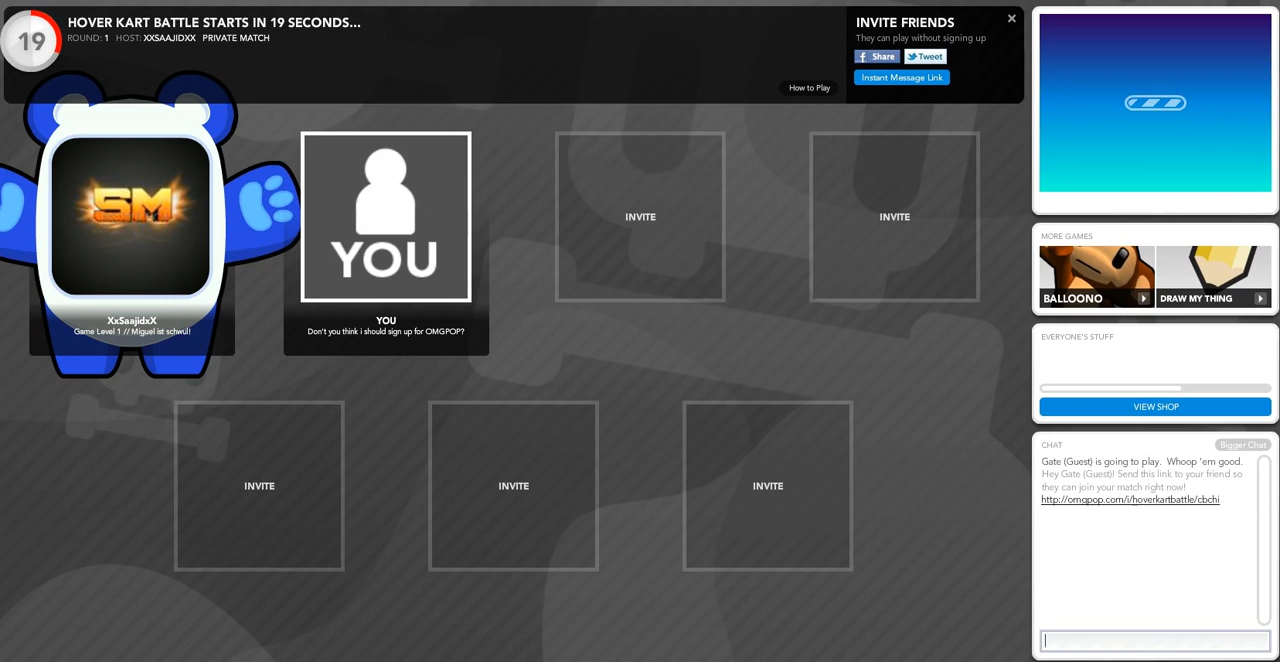 19
HOVER KART BATTLE STARTS IN 19 SECONDS...
ROUND: 1 HOST: XXSAAJIDXX PRIVATE MATCH
How to Play
INVITE FRIENDS
They can play without signing up
f Share
Tweet
Instant Message Link
SM
XxSaajidxX
Game Level 1 // Miguel ist schwul!
YOU
YOU
Don't you think i should sign up for OMGPOP?
INVITE
INVITE
INVITE
INVITE
INVITE
MORE GAMES
BALLOONO
DRAW MY THING
EVERYONE'S STUFF
VIEW SHOP
CHAT
Bigger Chat
Gate (Guest) is going to play. Whoop 'em good.
Hey Gate (Guest)! Send this link to your friend so
they can join your match right now!
http://omgpop.com/i/hoverkartbattle/cbchi